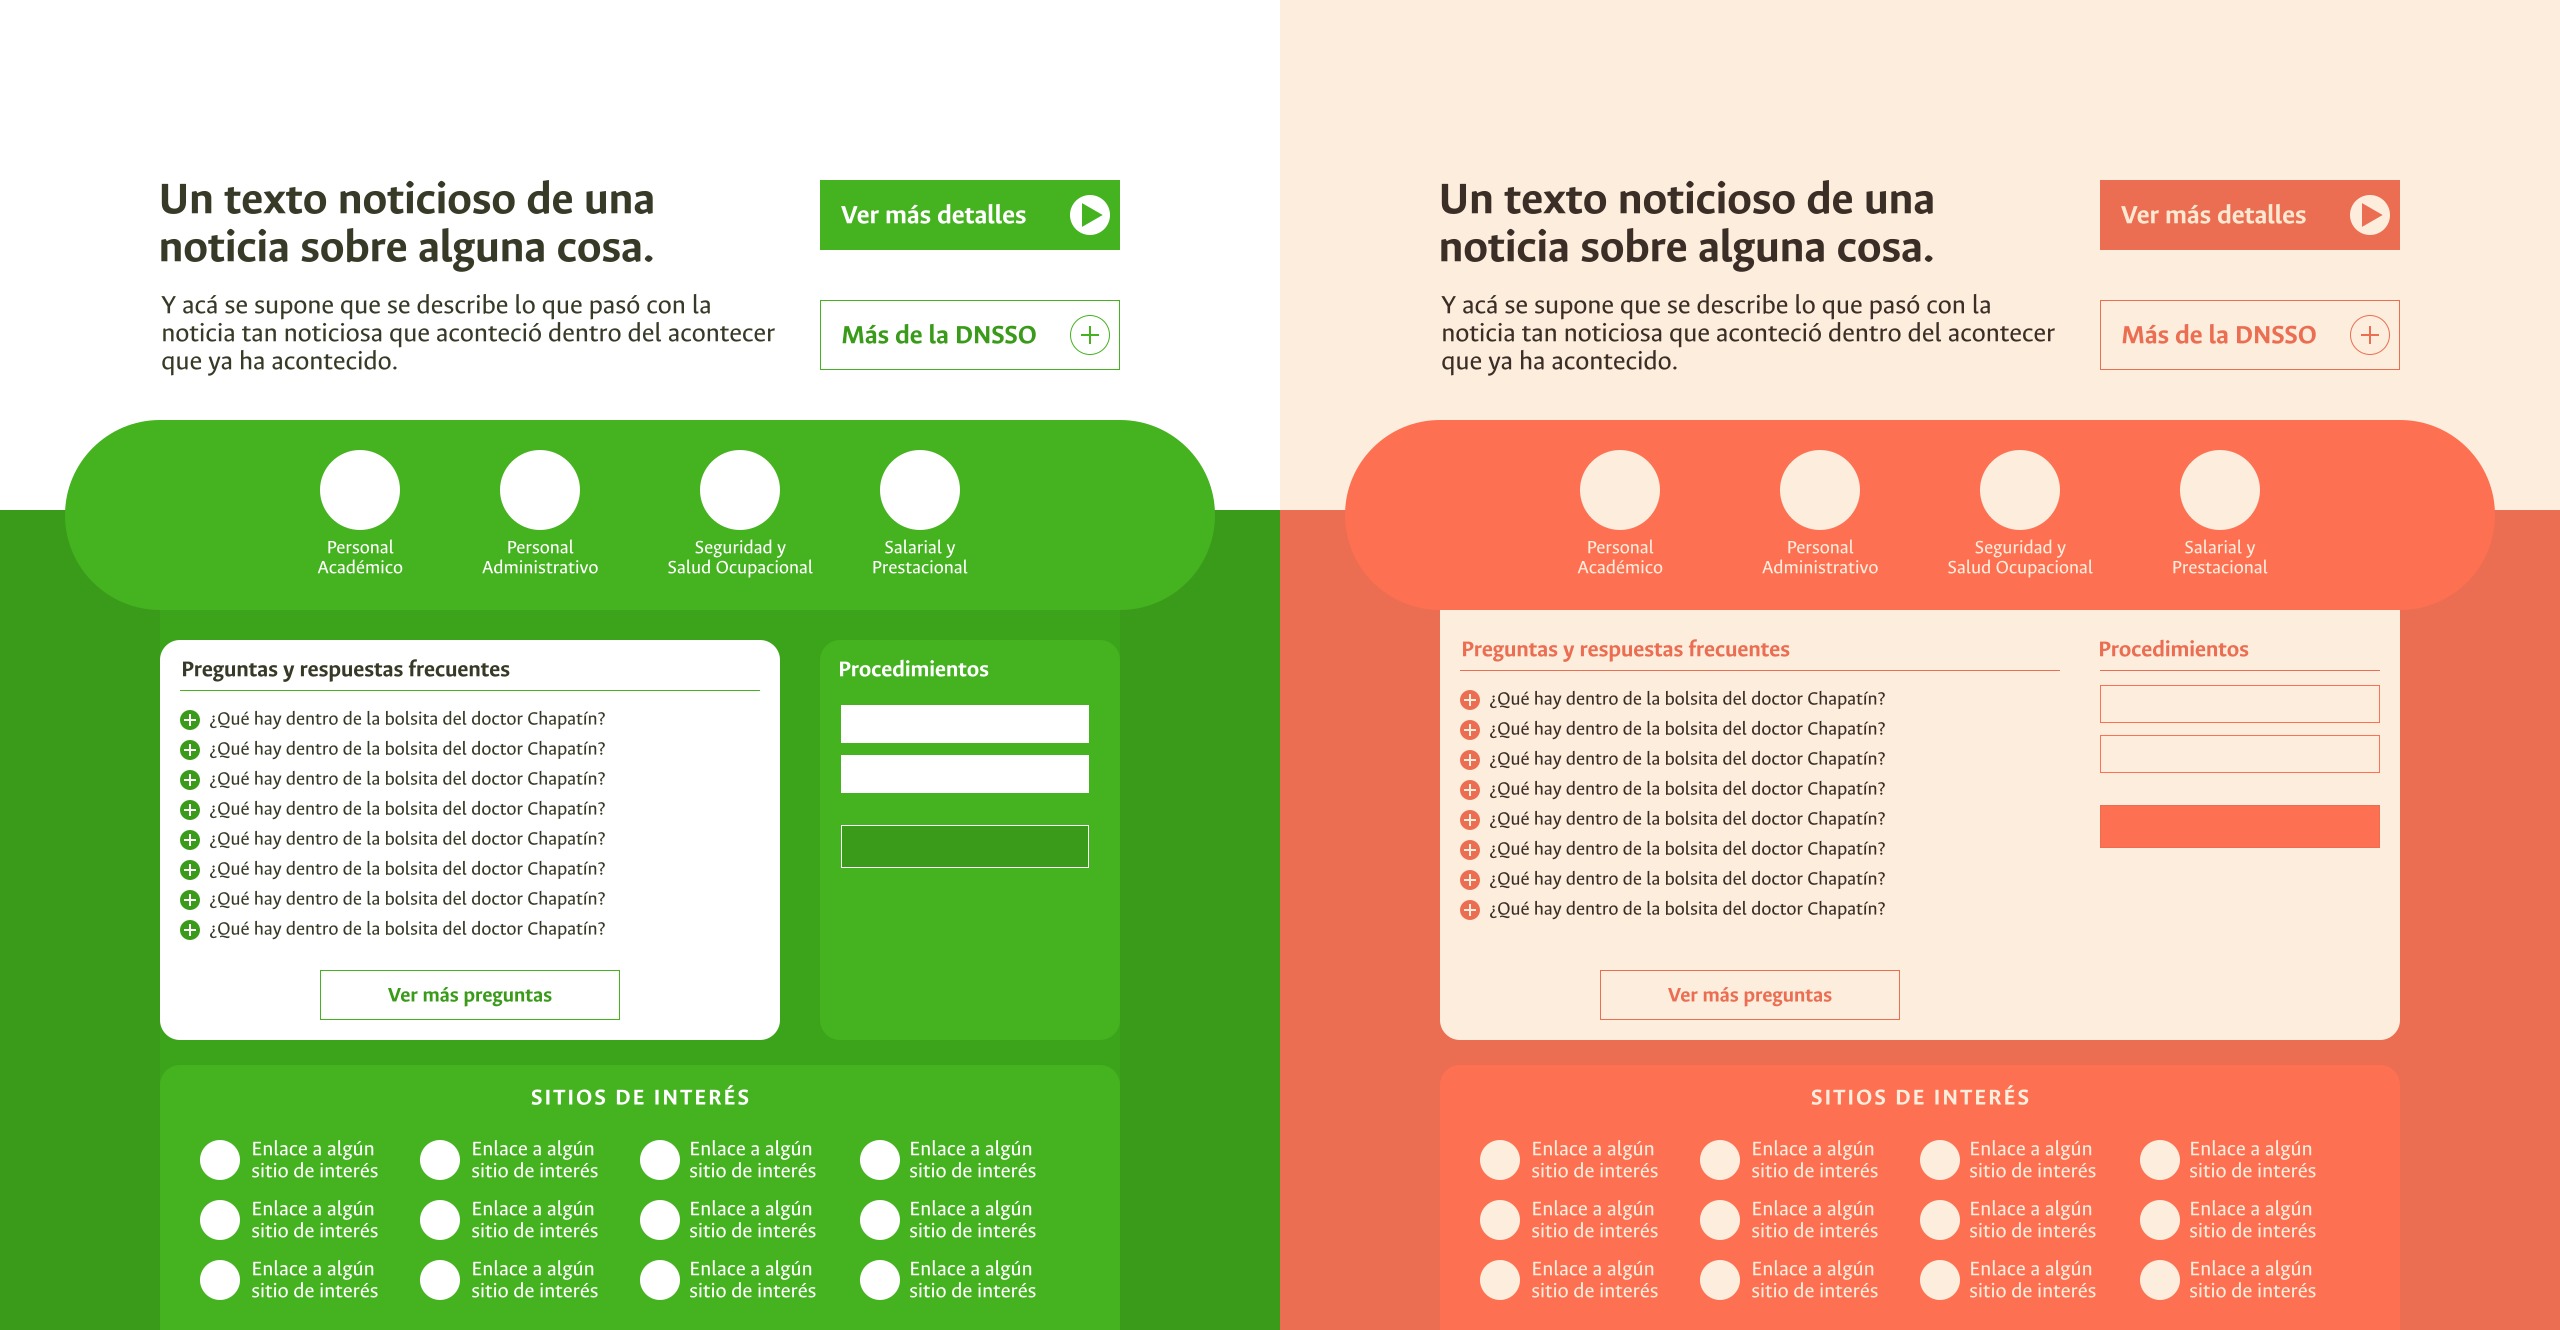 Un texto noticioso de una
noticia sobre alguna cosa.
Y acá se supone que se describe lo que pasó con la
noticia tan noticiosa que aconteció dentro del acontecer
que ya ha acontecido.
Ver más detalles
Más de la DNSSO
Personal
Académico
Personal
Administrativo
Seguridad y
Salud Ocupacional
Salarial y
Prestacional
Preguntas y respuestas frecuentes
¿Qué hay dentro de la bolsita del doctor Chapatín?
¿Qué hay dentro de la bolsita del doctor Chapatín?
¿Qué hay dentro de la bolsita del doctor Chapatín?
¿Qué hay dentro de la bolsita del doctor Chapatín?
¿Qué hay dentro de la bolsita del doctor Chapatín?
¿Qué hay dentro de la bolsita del doctor Chapatín?
¿Qué hay dentro de la bolsita del doctor Chapatín?
¿Qué hay dentro de la bolsita del doctor Chapatín?
Ver más preguntas
Procedimientos
SITIOS DE INTERÉS
Enlace a algún
sitio de interés
Enlace a algún
sitio de interés
Enlace a algún
sitio de interés
Enlace a algún
sitio de interés
Enlace a algún
sitio de interés
Enlace a algún
sitio de interés
Enlace a algún
sitio de interés
Enlace a algún
sitio de interés
Enlace a algún
sitio de interés
Enlace a algún
sitio de interés
Enlace a algún
sitio de interés
Enlace a algún
sitio de interés
Un texto noticioso de una
noticia sobre alguna cosa.
Y acá se supone que se describe lo que pasó con la
noticia tan noticiosa que aconteció dentro del acontecer
que ya ha acontecido.
Ver más detalles
Más de la DNSSO
Personal
Académico
Personal
Administrativo
Seguridad y
Salud Ocupacional
Salarial y
Prestacional
Preguntas y respuestas frecuentes
¿Qué hay dentro de la bolsita del doctor Chapatín?
¿Qué hay dentro de la bolsita del doctor Chapatín?
¿Qué hay dentro de la bolsita del doctor Chapatín?
¿Qué hay dentro de la bolsita del doctor Chapatín?
¿Qué hay dentro de la bolsita del doctor Chapatín?
¿Qué hay dentro de la bolsita del doctor Chapatín?
¿Qué hay dentro de la bolsita del doctor Chapatín?
¿Qué hay dentro de la bolsita del doctor Chapatín?
Ver más preguntas
Procedimientos
SITIOS DE INTERÉS
Enlace a algún
sitio de interés
Enlace a algún
sitio de interés
Enlace a algún
sitio de interés
Enlace a algún
sitio de interés
Enlace a algún
sitio de interés
Enlace a algún
sitio de interés
Enlace a algún
sitio de interés
Enlace a algún
sitio de interés
Enlace a algún
sitio de interés
Enlace a algún
sitio de interés
Enlace a algún
sitio de interés
Enlace a algún
sitio de interés